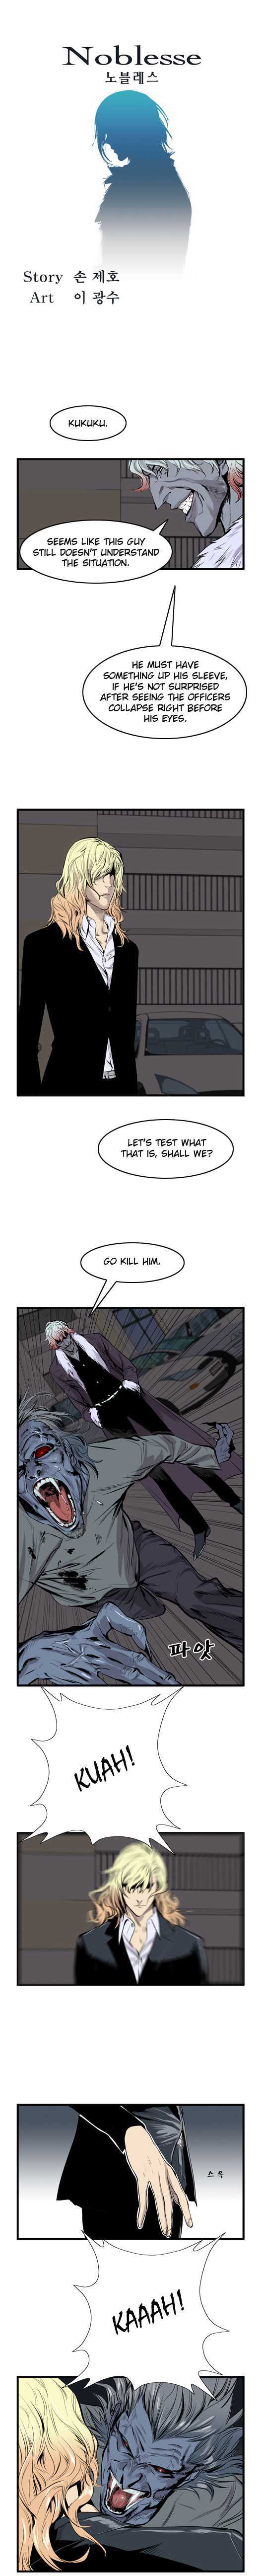 Noblesse
노블레스
Story 손 제호
Art 이 광수
KUKUKU.
SEEMS LIKE THIS GUY
STILL DOESN'T UNDERSTAND
THE SITUATION.
HE MUST HAVE
SOMETHING UP HIS SLEEVE,
IF HE'S NOT SURPRISED
AFTER SEEING THE OFFICERS
COLLAPSE RIGHT BEFORE
HIS EYES.
LET'S TEST WHAT
THAT IS, SHALL WE?
GO KILL HIM.
파앗
KUAH!
스륵
KAAAH!